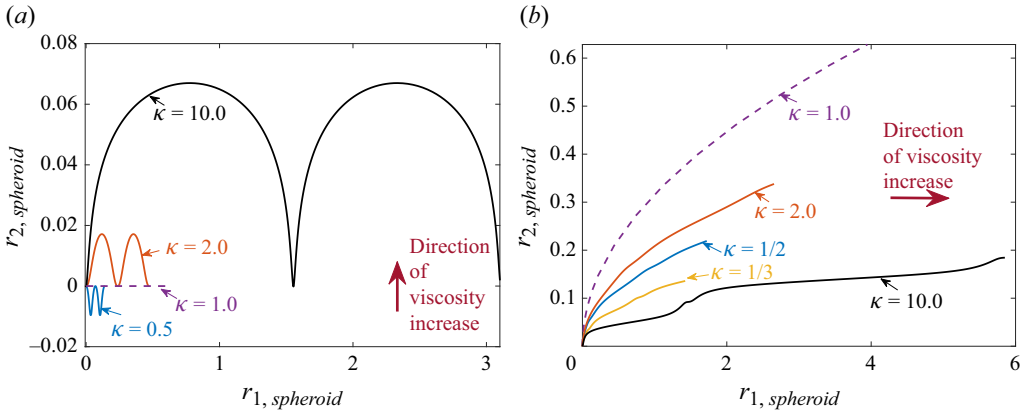 (a)
0.08
0.06
0.04
0.02
0
−0.02
r2, spheroid
κ = 10.0
κ = 2.0
κ = 1.0
κ = 0.5
Direction
of
viscosity
increase
0
1
2
3
r1, spheroid
(b)
0.6
0.5
0.4
0.3
0.2
0.1
r2, spheroid
κ = 1.0
Direction
of viscosity
increase
κ = 2.0
κ = 1/2
κ = 1/3
κ = 10.0
0
2
4
6
r1, spheroid